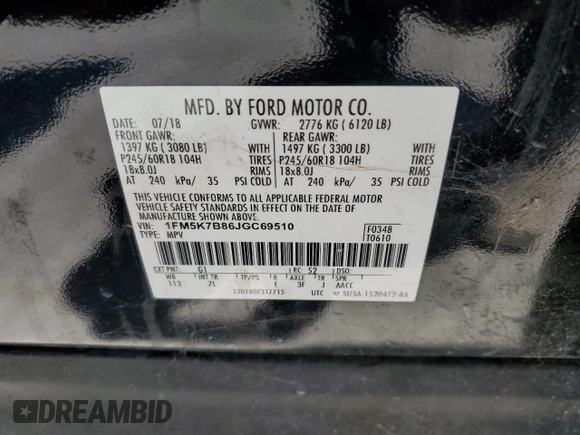 MFD. BY FORD MOTOR CO.
DATE: 07/18 GVWR: 2776 KG ( 6120 LB)
FRONT GAWR: REAR GAWR:
1397 KG ( 3080 LB) WITH 1497 KG ( 3300 LB) WITH
P245/60R18 104H TIRES P245/60R18 104H TIRES
18x8.0J RIMS 18x8.0J RIMS
AT 240 kPa/ 35 PSI COLD AT 240 kPa/ 35 PSI COLD
THIS VEHICLE CONFORMS TO ALL APPLICABLE FEDERAL MOTOR
VEHICLE SAFETY STANDARDS IN EFFECT ON THE DATE OF
MANUFACTURE SHOWN ABOVE.
VIN: 1FM5K7B86JGC69510
TYPE: MPV
F0348
T0610
EXT PNT: G1 RC: 52 DSO:
WB INT TR TP/PS R AXLE TR SPR
113 7L E 3F J AACC
1201807317715 UTC 5U5A-1520472-BA
DREAMBID